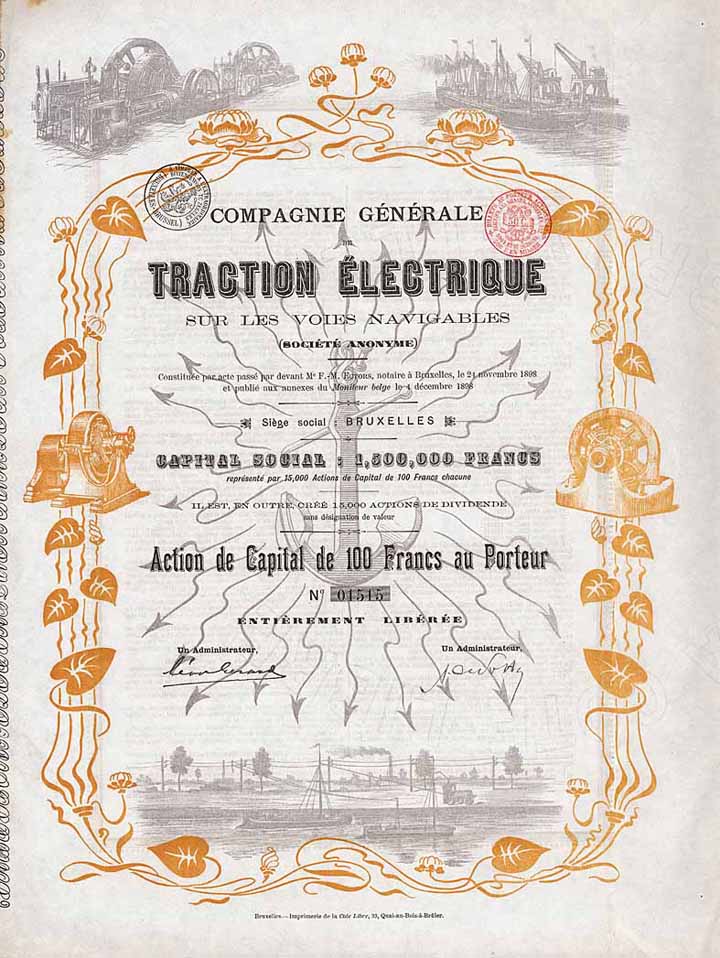 COMPAGNIE GÉNÉRALE
DE
TRACTION ÉLECTRIQUE
SUR LES VOIES NAVIGABLES
(SOCIÉTÉ ANONYME)
Constituée par acte passé par devant Me F.-M. Ectors, notaire à Bruxelles, le 21 novembre 1898
et publié aux annexes du Moniteur belge le 4 décembre 1898
Siège social : BRUXELLES
CAPITAL SOCIAL : 1,500,000 FRANCS
représenté par 15,000 Actions de Capital de 100 Francs chacune
IL EST, EN OUTRE, CRÉÉ 15,000 ACTIONS DE DIVIDENDE
sans désignation de valeur
Action de Capital de 100 Francs au Porteur
No 01515
ENTIÈREMENT LIBÉRÉE
Un Administrateur,
Un Administrateur,
Bruxelles.—Imprimerie de la Cote Libre, 33, Quai-au-Bois-à-Brûler.